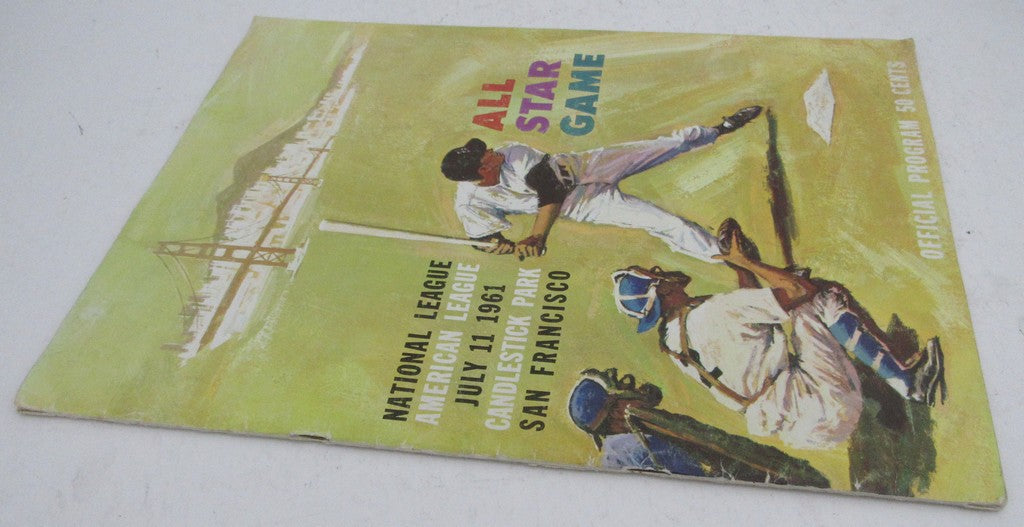 ALL
STAR
GAME
NATIONAL LEAGUE
AMERICAN LEAGUE
JULY 11 1961
CANDLESTICK PARK
SAN FRANCISCO
OFFICIAL PROGRAM 50 CENTS